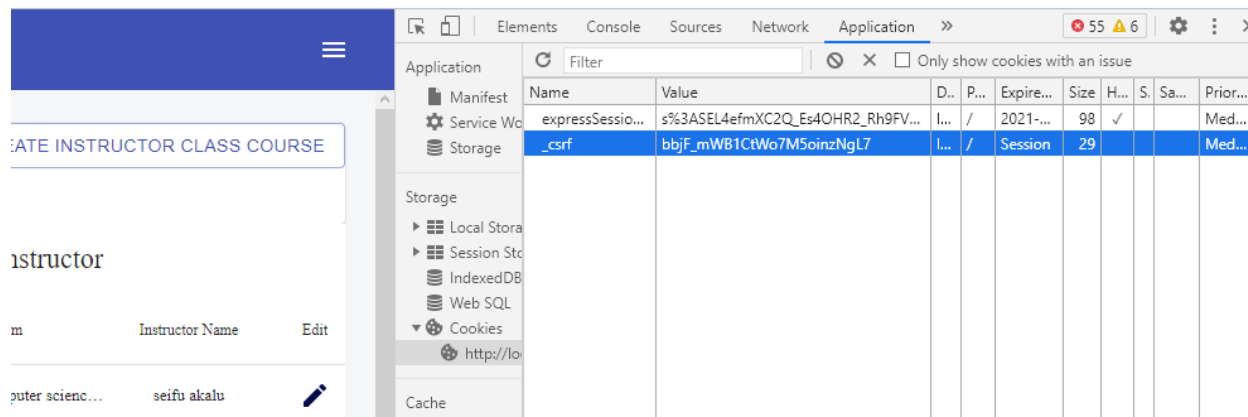 Elements Console Sources Network Application » 55 6
Application
Manifest
Service Wo
Storage
Storage
Local Stora
Session Sto
IndexedDB
Web SQL
Cookies
http://lo
Cache
Filter
Only show cookies with an issue
Name Value D.. P... Expire... Size H... S. Sa... Prior...
expressSessio... s%3ASEL4efmXC2Q_Es4OHR2_Rh9FV... l... / 2021-... 98 ✓ Med...
_csrf bbjF_mWB1CtWo7M5oinzNgL7 l... / Session 29 Med...
EATE INSTRUCTOR CLASS COURSE
nstructor
m Instructor Name Edit
puter scienc... seifu akalu